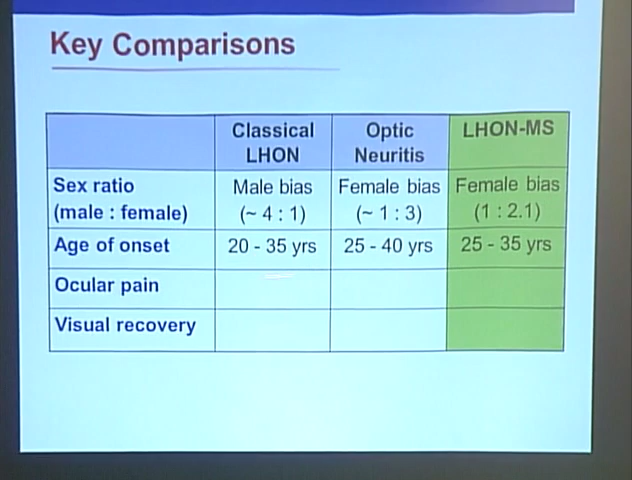 Key Comparisons
Classical LHON
Optic Neuritis
LHON-MS
Sex ratio (male : female)
Male bias (~ 4 : 1)
Female bias (~ 1 : 3)
Female bias (1 : 2.1)
Age of onset
20 - 35 yrs
25 - 40 yrs
25 - 35 yrs
Ocular pain
Visual recovery